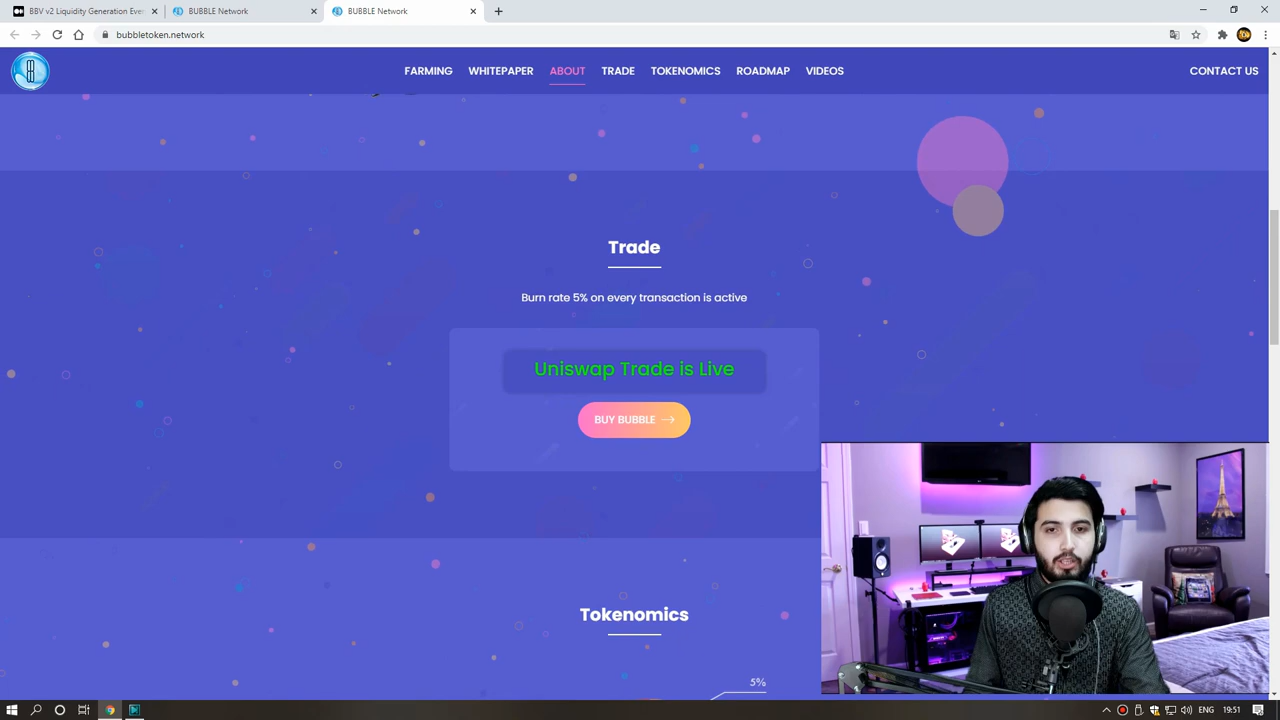 BBV v2 Liquidity Generation Eve
BUBBLE Network
BUBBLE Network
bubbletoken.network
FARMING
WHITEPAPER
ABOUT
TRADE
TOKENOMICS
ROADMAP
VIDEOS
CONTACT US
Trade
Burn rate 5% on every transaction is active
Uniswap Trade is Live
BUY BUBBLE
Tokenomics
5%
ENG
19:51